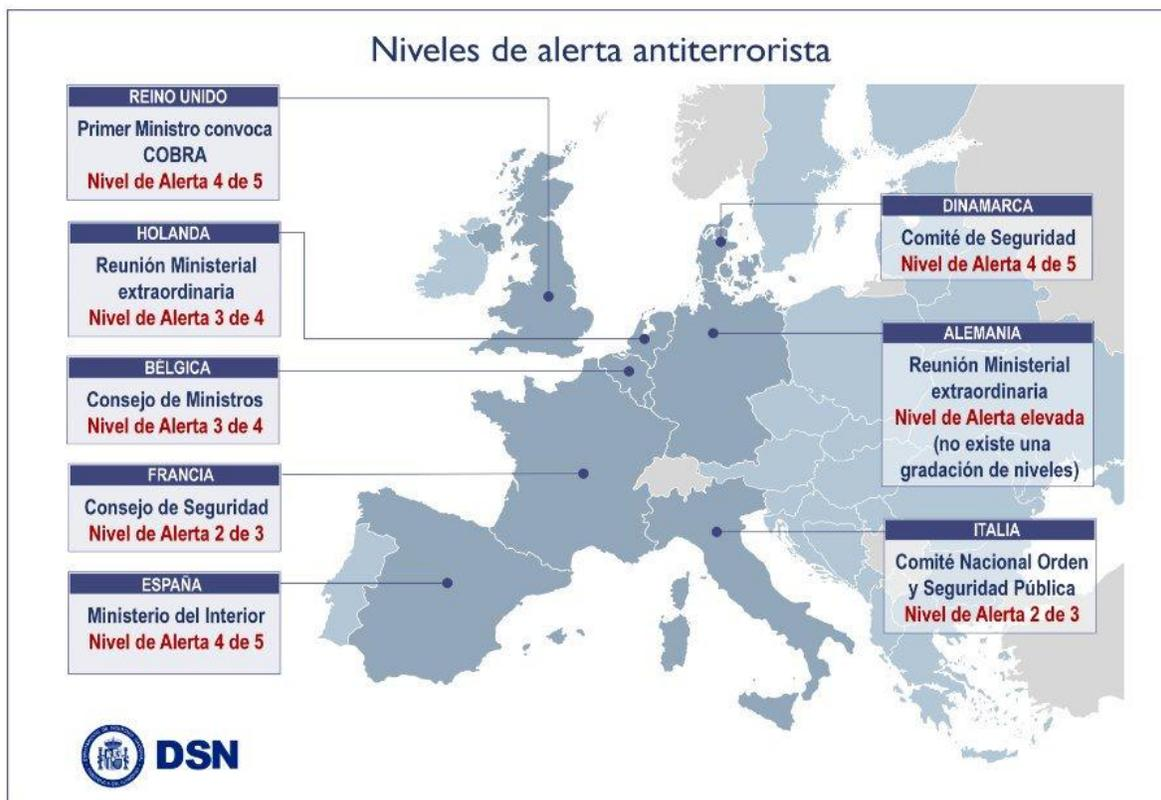 Niveles de alerta antiterrorista
REINO UNIDO
Primer Ministro convoca
COBRA
Nivel de Alerta 4 de 5
HOLANDA
Reunión Ministerial
extraordinaria
Nivel de Alerta 3 de 4
BÉLGICA
Consejo de Ministros
Nivel de Alerta 3 de 4
FRANCIA
Consejo de Seguridad
Nivel de Alerta 2 de 3
ESPAÑA
Ministerio del Interior
Nivel de Alerta 4 de 5
DINAMARCA
Comité de Seguridad
Nivel de Alerta 4 de 5
ALEMANIA
Reunión Ministerial
extraordinaria
Nivel de Alerta elevada
(no existe una
gradación de niveles)
ITALIA
Comité Nacional Orden
y Seguridad Pública
Nivel de Alerta 2 de 3
DSN